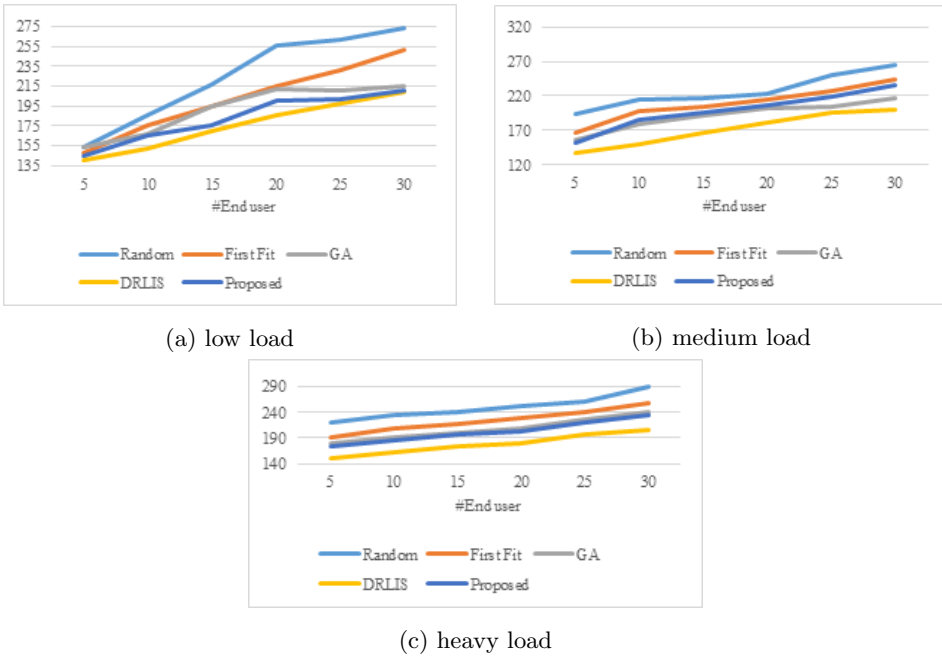 275
255
235
215
195
175
155
135
5 10 15 20 25 30
#End user
Random First Fit GA
DRLIS Proposed
(a) low load
320
270
220
170
120
5 10 15 20 25 30
#End user
Random First Fit GA
DRLIS Proposed
(b) medium load
290
240
190
140
5 10 15 20 25 30
#End user
Random First Fit GA
DRLIS Proposed
(c) heavy load